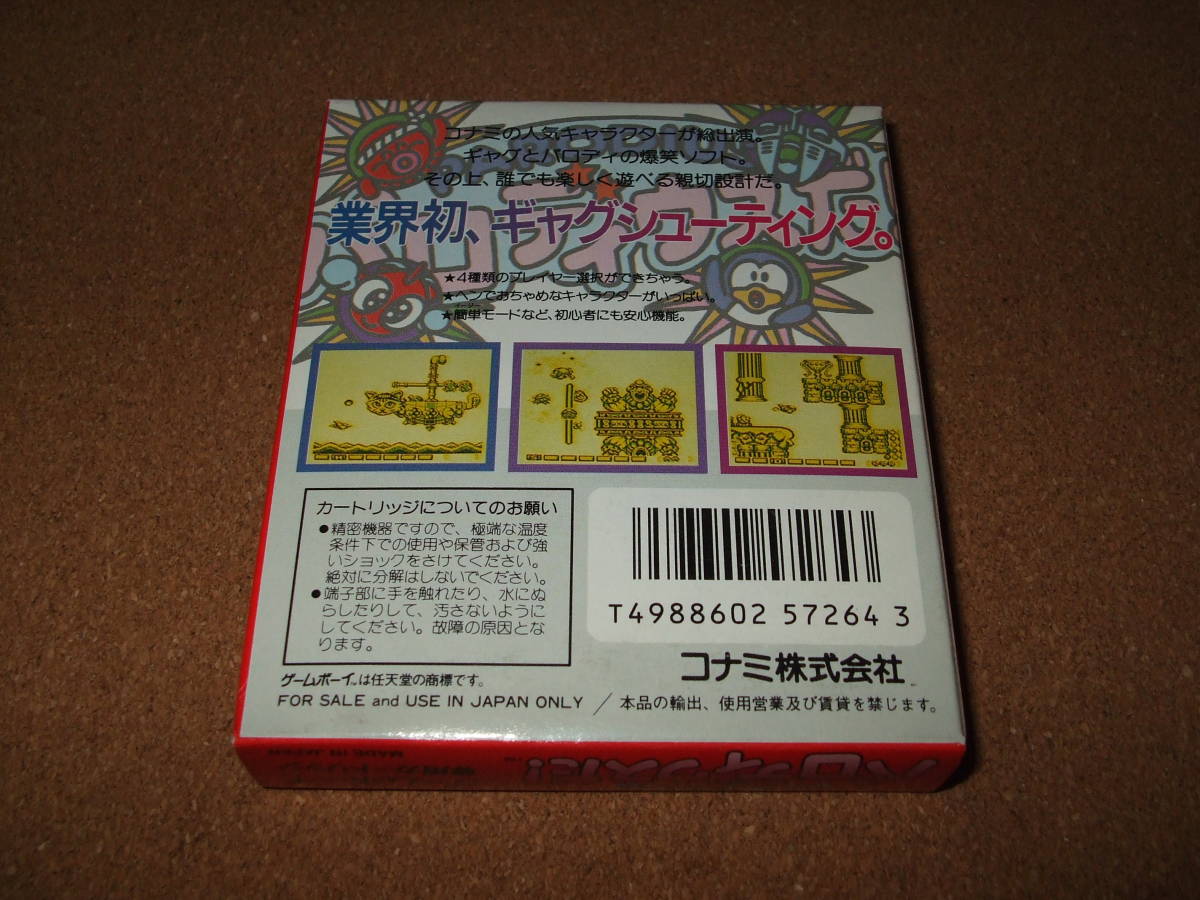 コナミの人気キャラクターが総出演。
ギャグとパロディの爆笑ソフト。
その上、誰でも楽しく遊べる親切設計だ。
業界初、ギャグシューティング。
★4種類のプレイヤー選択ができちゃう。
★ヘンでおちゃめなキャラクターがいっぱい。
★簡単モードなど、初心者にも安心機能。
カートリッジについてのお願い
●精密機器ですので、極端な温度
条件下での使用や保管および強
いショックをさけてください。
絶対に分解はしないでください。
●端子部に手を触れたり、水にぬ
らしたりして、汚さないように
してください。故障の原因とな
ります。
T4988602 57264 3
コナミ株式会社
ゲームボーイ™は任天堂の商標です。
FOR SALE and USE IN JAPAN ONLY / 本品の輸出、使用営業及び賃貸を禁じます。
MADE IN JAPAN
パロディウスだ!